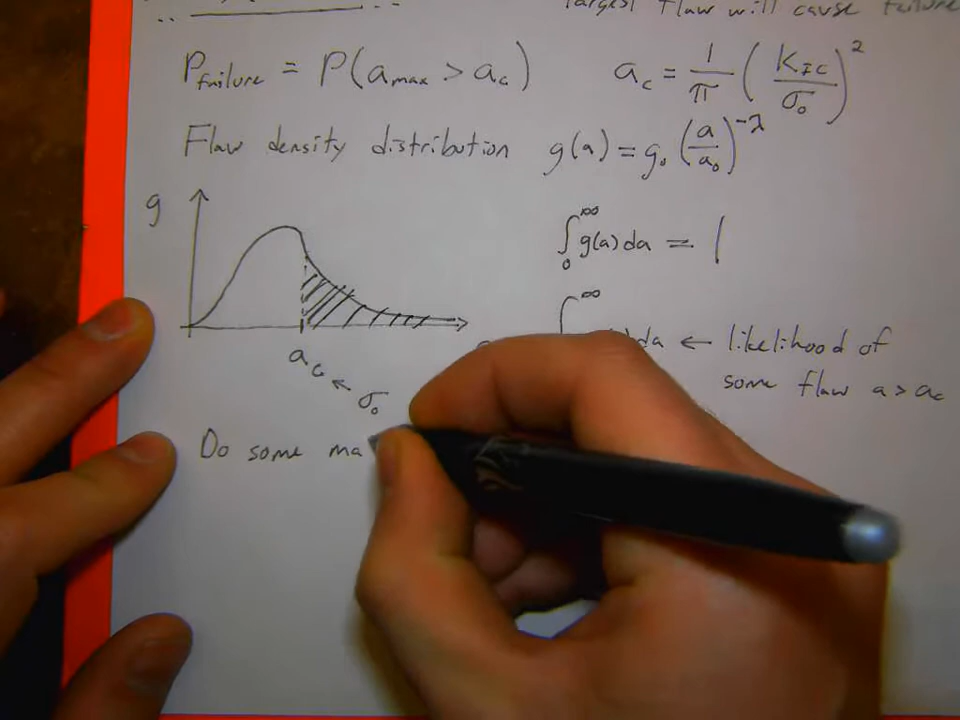 largest flaw will cause failure
P_failure = P(a_max > a_c)
a_c = 1/π (K_IC/σ_o)^2
Flaw density distribution g(a) = g_o (a/a_o)^-λ
g
∫_0^∞ g(a) da = 1
∫^∞ da ← likelihood of
some flaw a > a_c
a_c ← σ_o
Do some ma